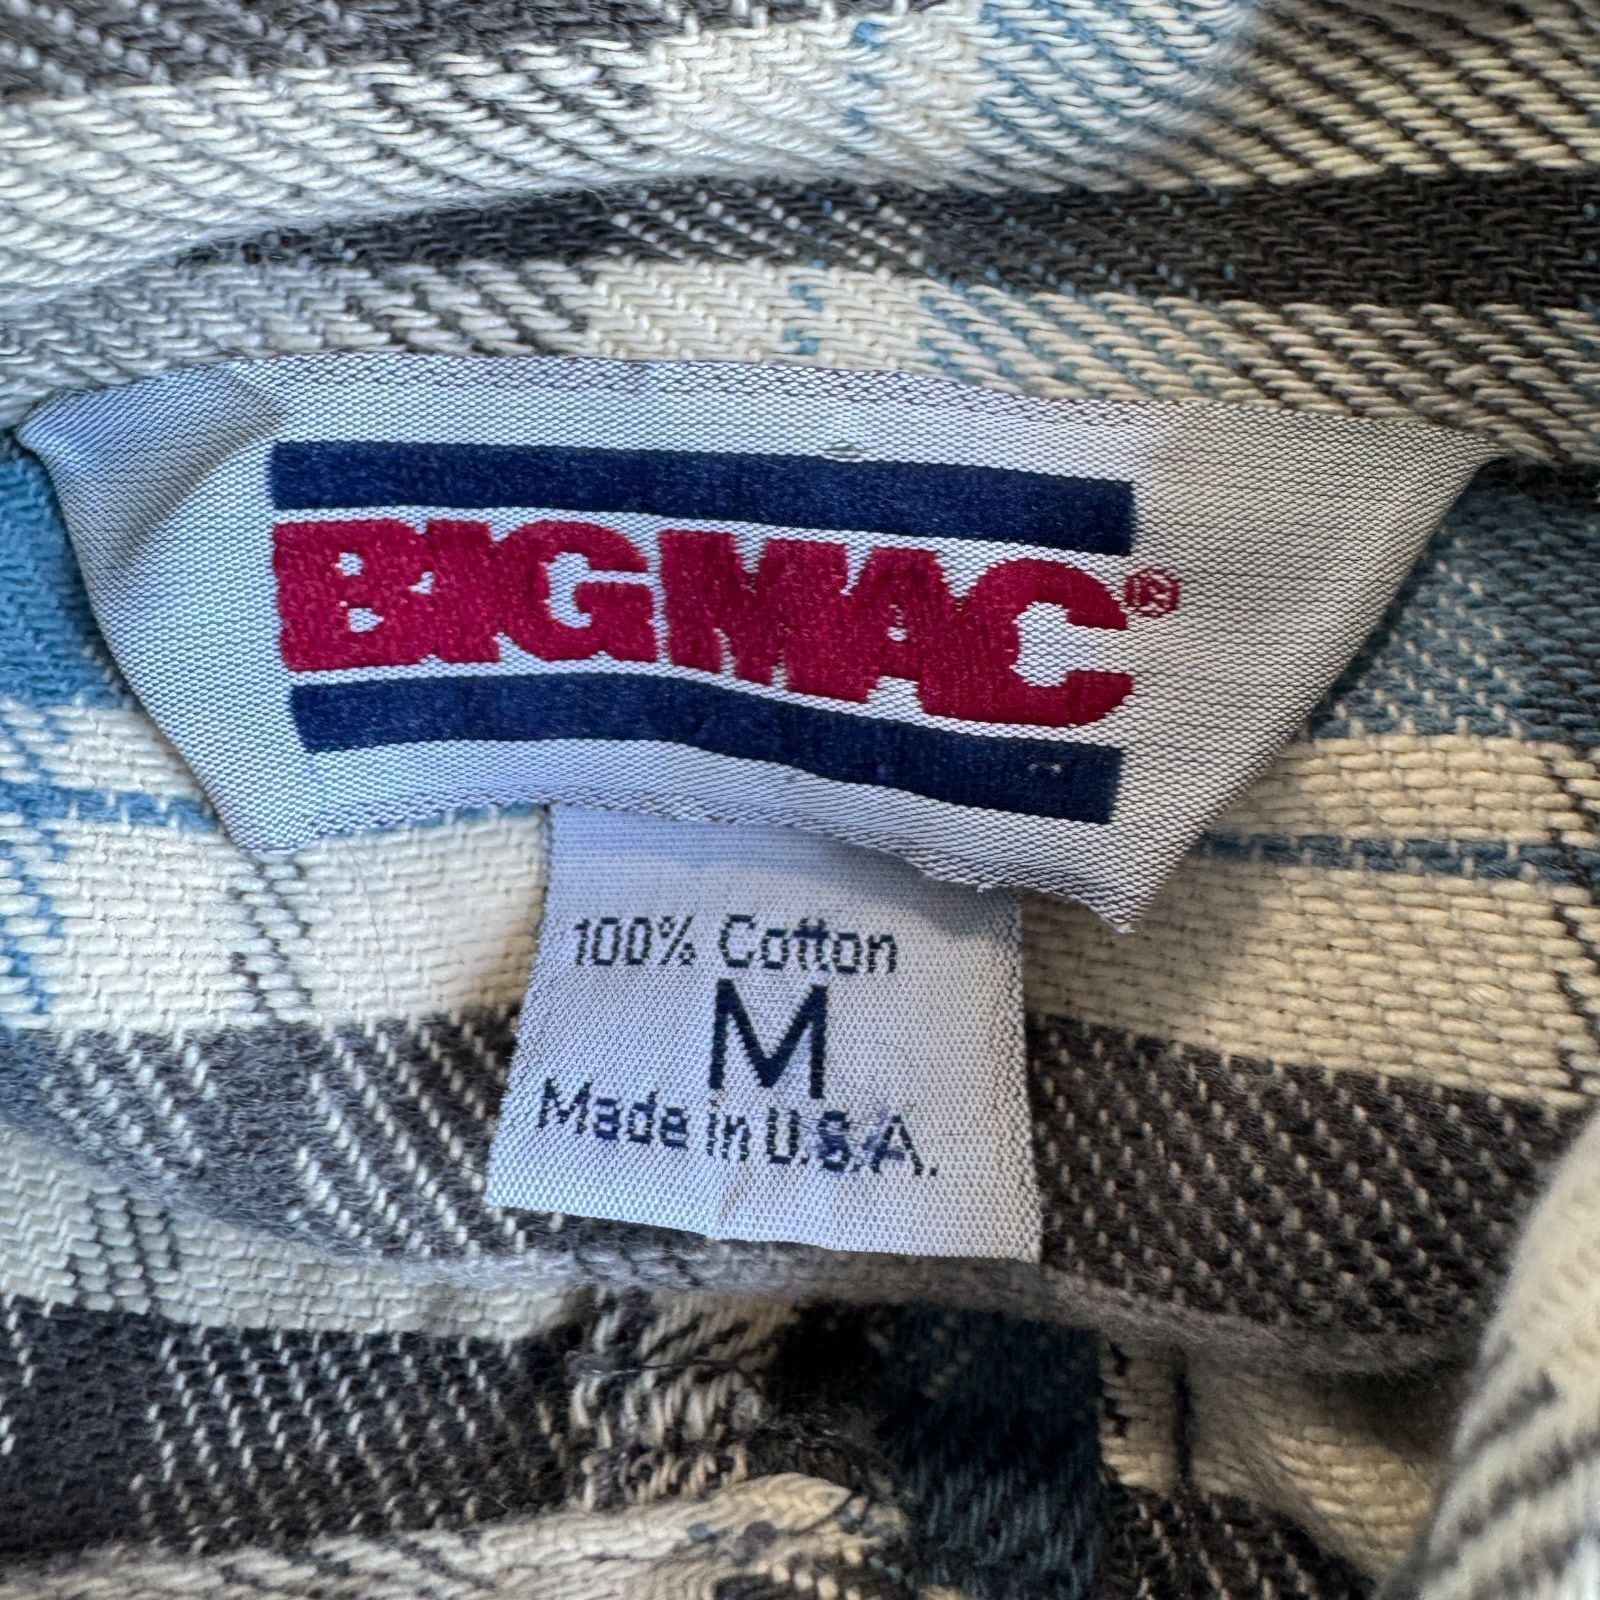 BIGMAC®
100% Cotton
M
Made in U.S.A.